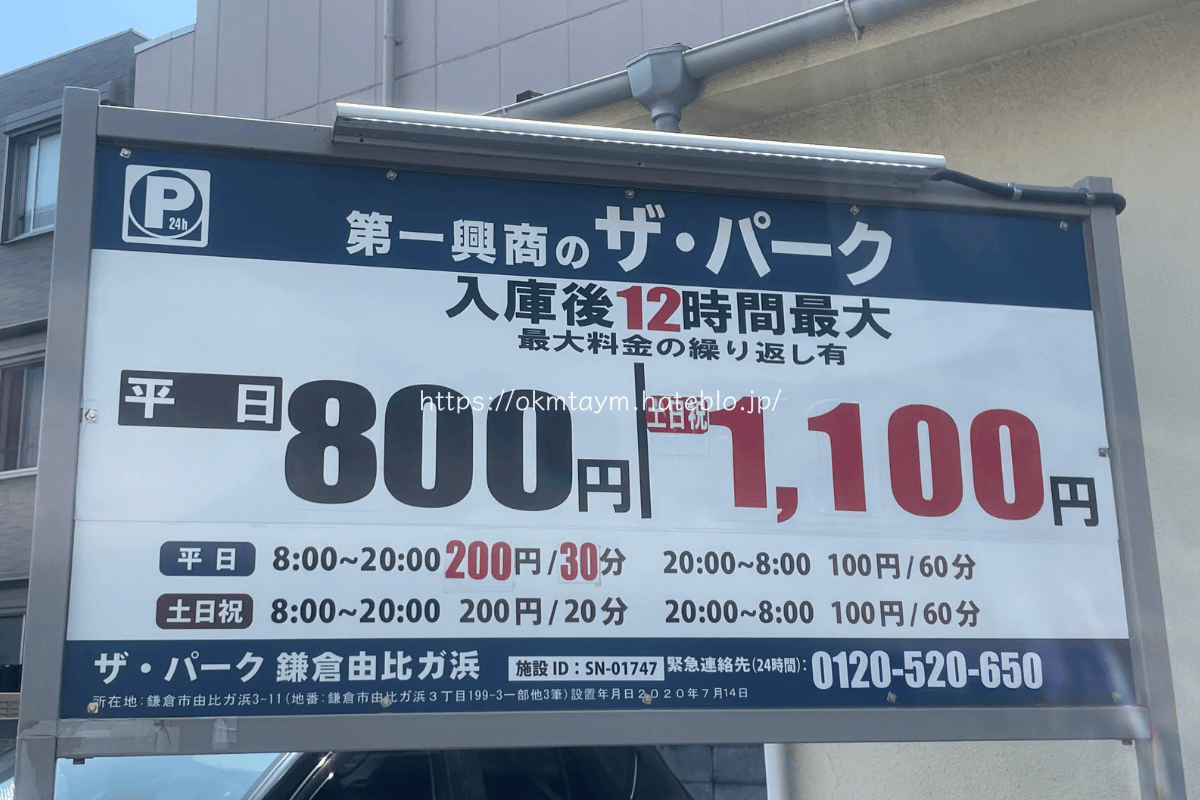 P 24h
第一興商のザ・パーク
入庫後12時間最大
最大料金の繰り返し有
平日 800円 土日祝 1,100円
https://okmtaym.hateblo.jp/
平日 8:00~20:00 200円/30分 20:00~8:00 100円/60分
土日祝 8:00~20:00 200円/20分 20:00~8:00 100円/60分
ザ・パーク 鎌倉由比ガ浜 施設ID:SN-01747 緊急連絡先(24時間):0120-520-650
所在地:鎌倉市由比ガ浜3-11(地番:鎌倉市由比ガ浜3丁目199-3一部他3筆)設置年月日2020年7月14日